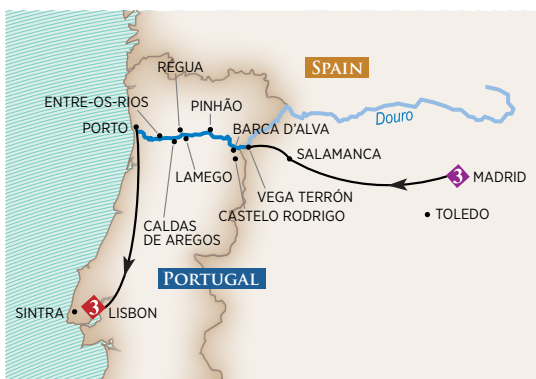 RÉGUA
SPAIN
ENTRE-OS-RIOS
PINHÃO
Douro
PORTO
BARCA D'ALVA
SALAMANCA
LAMEGO
3 MADRID
VEGA TERRÓN
CASTELO RODRIGO
TOLEDO
CALDAS
DE AREGOS
PORTUGAL
SINTRA
3 LISBON